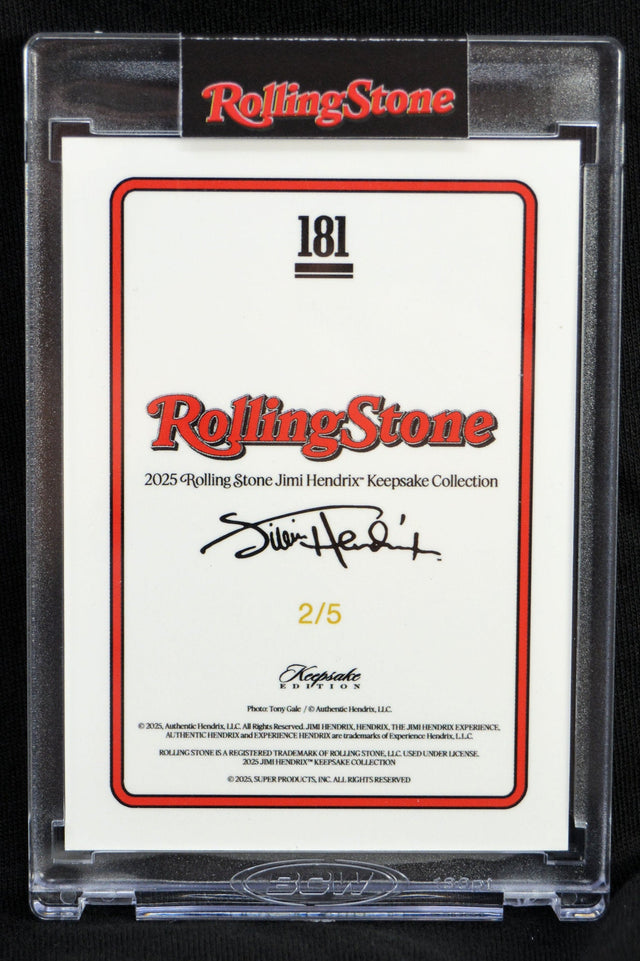 RollingStone
181
RollingStone
2025 Rolling Stone Jimi Hendrix™ Keepsake Collection
Jimi Hendrix
2/5
Keepsake
EDITION
Photo: Tony Gale / © Authentic Hendrix, LLC.
© 2025, Authentic Hendrix, LLC. All Rights Reserved. JIMI HENDRIX, HENDRIX, THE JIMI HENDRIX EXPERIENCE,
AUTHENTIC HENDRIX and EXPERIENCE HENDRIX are trademarks of Experience Hendrix, L.L.C.
ROLLING STONE IS A REGISTERED TRADEMARK OF ROLLING STONE, LLC. USED UNDER LICENSE.
2025 JIMI HENDRIX™ KEEPSAKE COLLECTION
© 2025, SUPER PRODUCTS, INC. ALL RIGHTS RESERVED
BCW